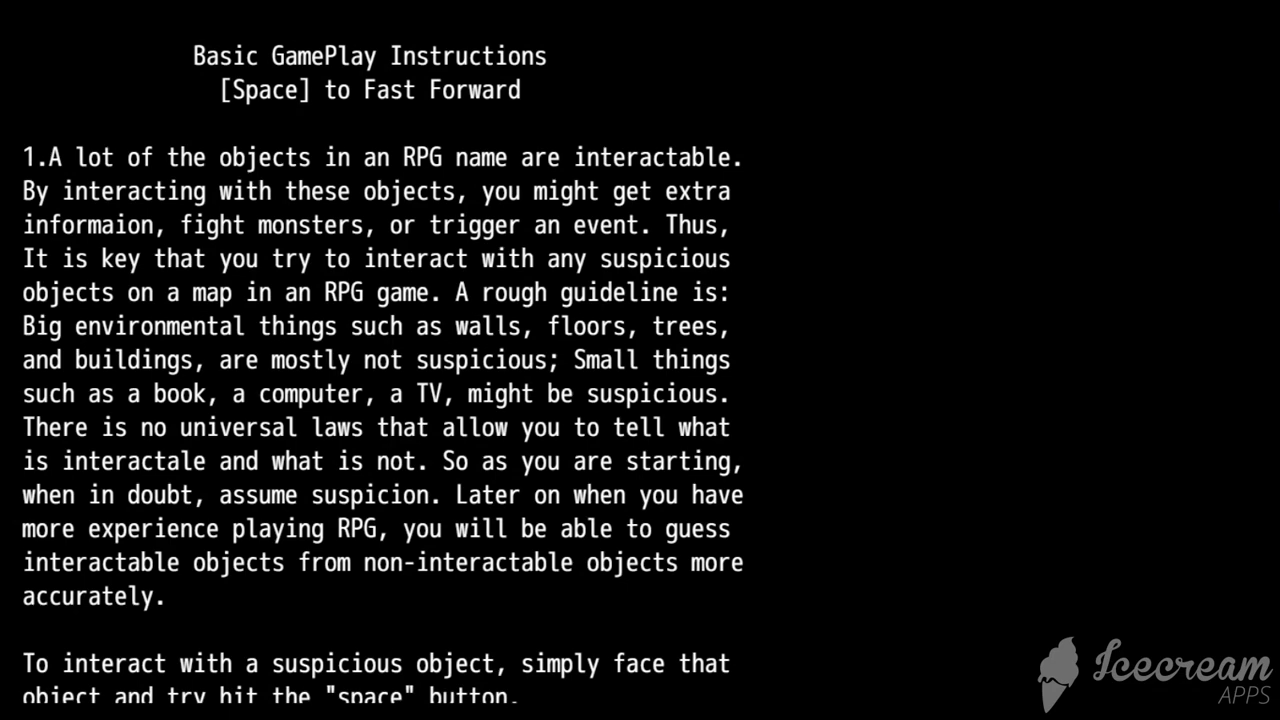 Basic GamePlay Instructions
[Space] to Fast Forward
1.A lot of the objects in an RPG name are interactable.
By interacting with these objects, you might get extra
informaion, fight monsters, or trigger an event. Thus,
It is key that you try to interact with any suspicious
objects on a map in an RPG game. A rough guideline is:
Big environmental things such as walls, floors, trees,
and buildings, are mostly not suspicious; Small things
such as a book, a computer, a TV, might be suspicious.
There is no universal laws that allow you to tell what
is interactale and what is not. So as you are starting,
when in doubt, assume suspicion. Later on when you have
more experience playing RPG, you will be able to guess
interactable objects from non-interactable objects more
accurately.
To interact with a suspicious object, simply face that
object and try hit the "space" button.
Icecream
APPS